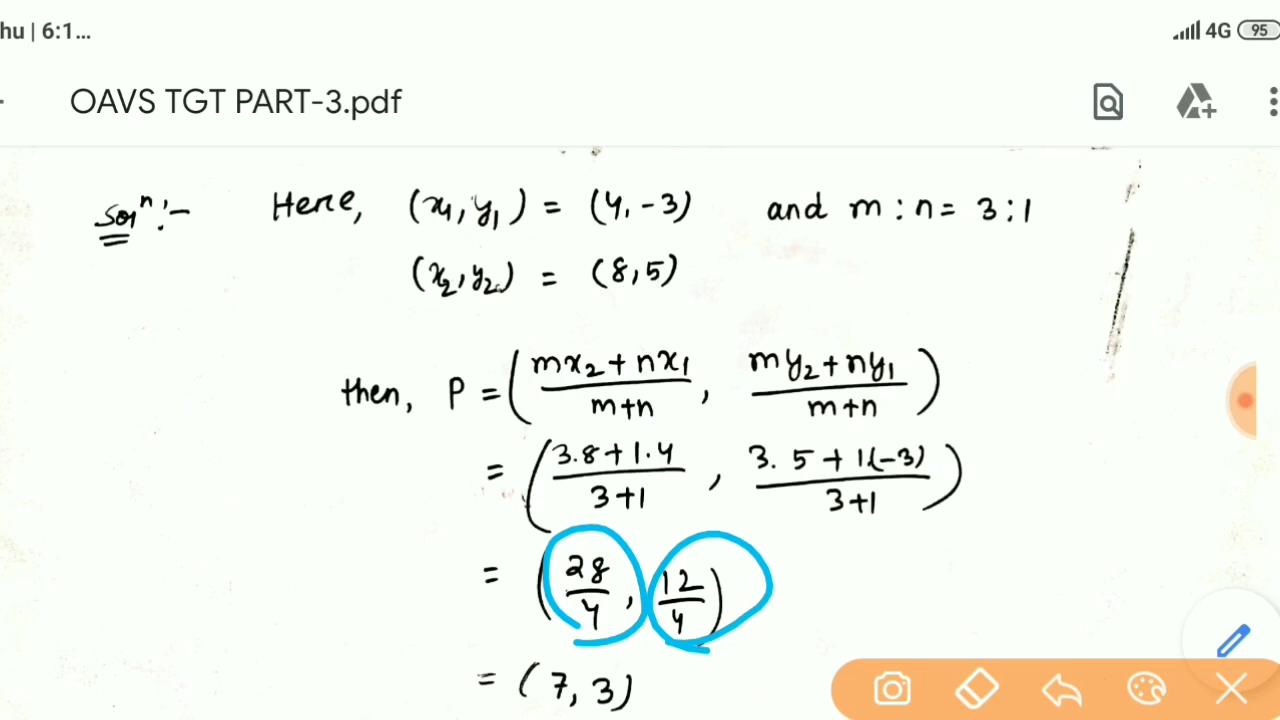 hu | 6:1... 4G 95
OAVS TGT PART-3.pdf
Solⁿ:- Here, (x₁, y₁) = (4, -3) and m : n = 3 : 1
(x₂, y₂) = (8, 5)
then, P = ( mx₂ + nx₁ / m+n , my₂ + ny₁ / m+n )
= ( 3.8 + 1.4 / 3+1 , 3.5 + 1(-3) / 3+1 )
= ( 28/4 , 12/4 )
= (7, 3)